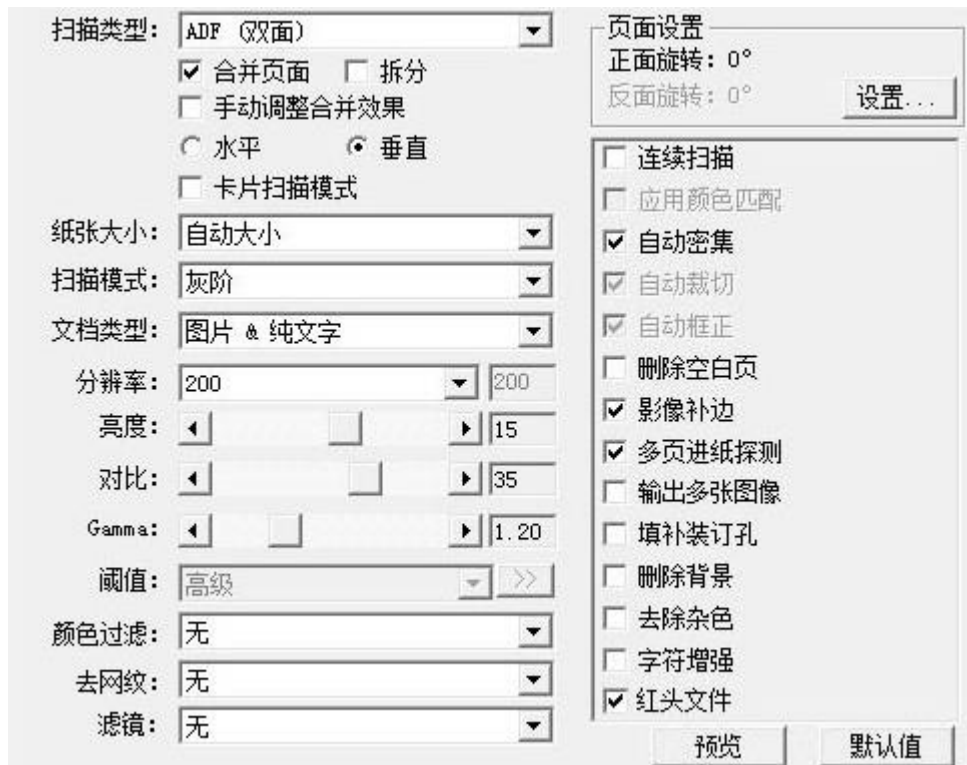 扫描类型: ADF (双面)
合并页面 拆分
手动调整合并效果
水平 垂直
卡片扫描模式
纸张大小: 自动大小
扫描模式: 灰阶
文档类型: 图片 & 纯文字
分辨率: 200 200
亮度: 15
对比: 35
Gamma: 1.20
阈值: 高级 >>
颜色过滤: 无
去网纹: 无
滤镜: 无
页面设置
正面旋转: 0°
反面旋转: 0° 设置...
连续扫描
应用颜色匹配
自动密集
自动裁切
自动框正
删除空白页
影像补边
多页进纸探测
输出多张图像
填补装订孔
删除背景
去除杂色
字符增强
红头文件
预览 默认值